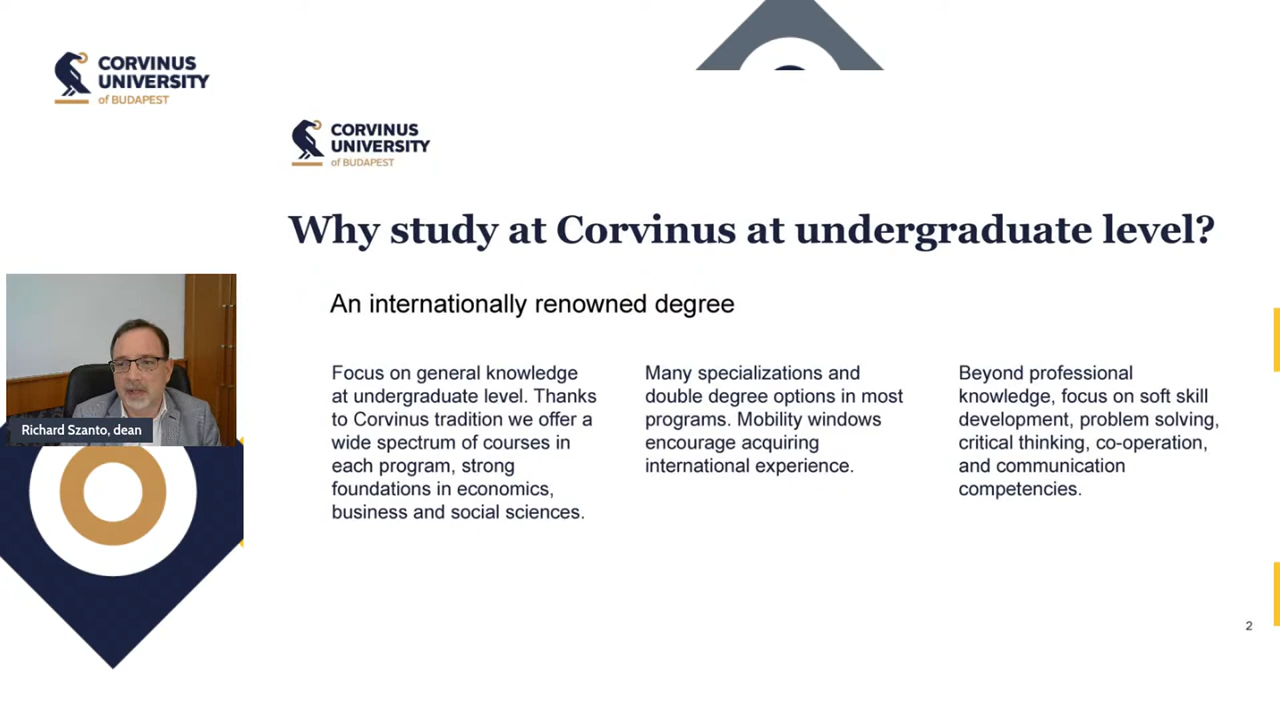 CORVINUS
UNIVERSITY
of BUDAPEST
CORVINUS
UNIVERSITY
of BUDAPEST
Why study at Corvinus at undergraduate level?
An internationally renowned degree
Focus on general knowledge
at undergraduate level. Thanks
to Corvinus tradition we offer a
wide spectrum of courses in
each program, strong
foundations in economics,
business and social sciences.
Many specializations and
double degree options in most
programs. Mobility windows
encourage acquiring
international experience.
Beyond professional
knowledge, focus on soft skill
development, problem solving,
critical thinking, co-operation,
and communication
competencies.
Richard Szanto, dean
2